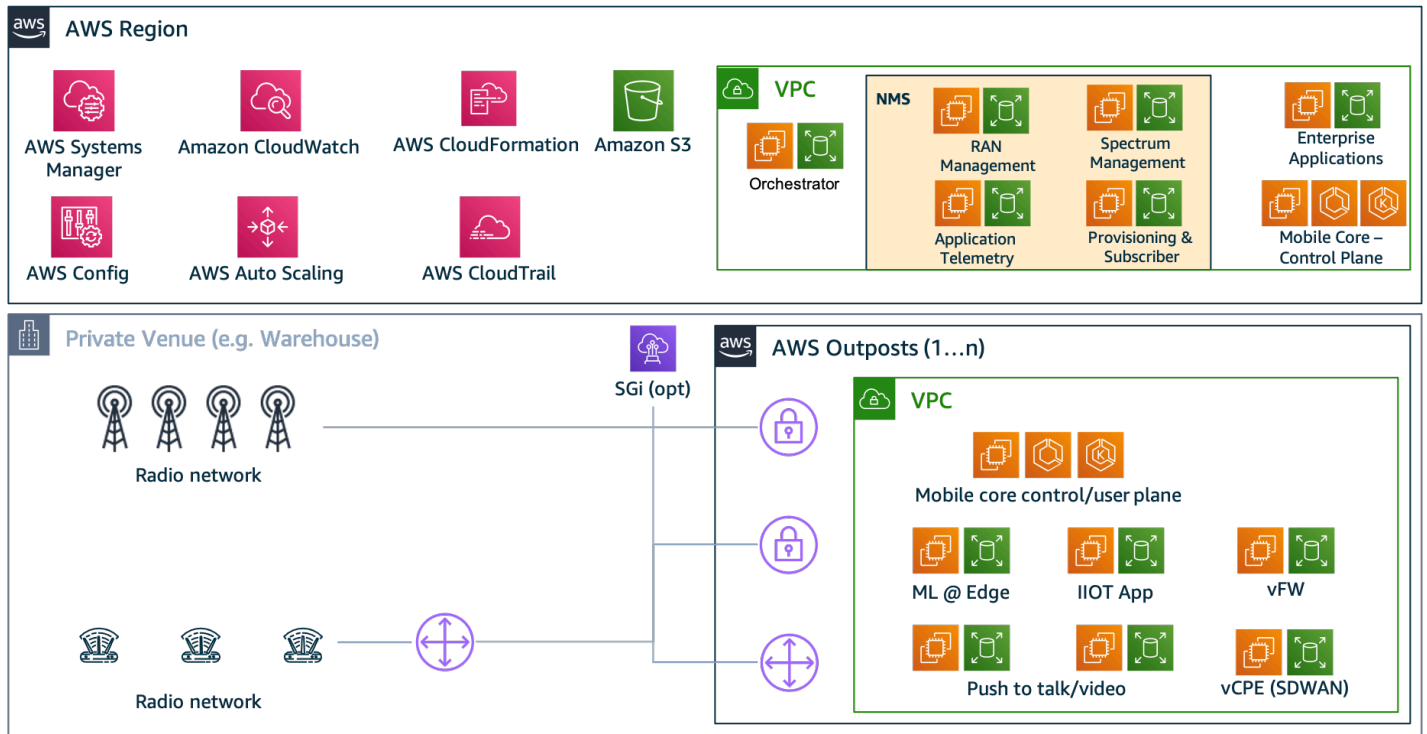 aws
AWS Region
AWS Systems
Manager
Amazon CloudWatch
AWS CloudFormation
Amazon S3
AWS Config
AWS Auto Scaling
AWS CloudTrail
VPC
Orchestrator
NMS
RAN
Management
Spectrum
Management
Application
Telemetry
Provisioning &
Subscriber
Enterprise
Applications
K
Mobile Core –
Control Plane
Private Venue (e.g. Warehouse)
Radio network
Radio network
SGi (opt)
aws
AWS Outposts (1...n)
VPC
K
Mobile core control/user plane
ML @ Edge
IIOT App
vFW
Push to talk/video
vCPE (SDWAN)